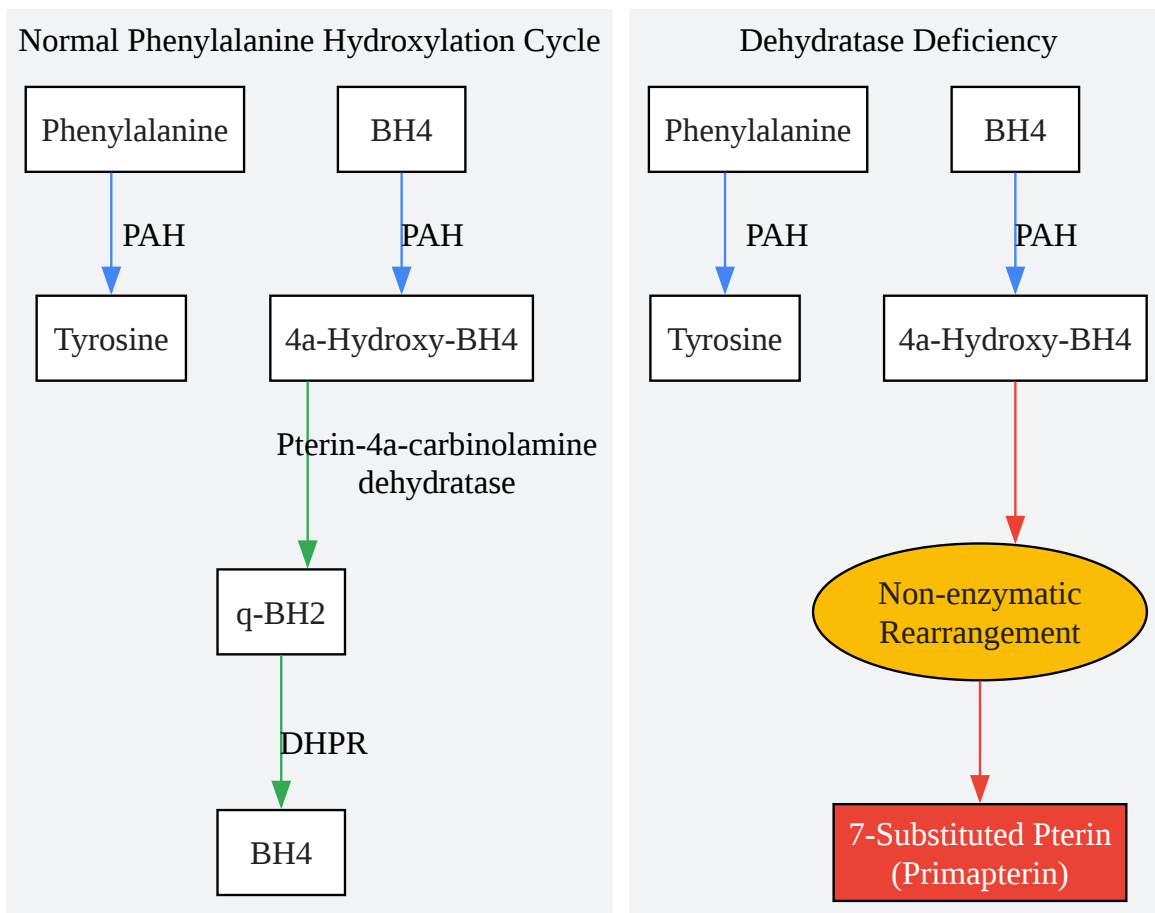 Normal Phenylalanine Hydroxylation Cycle
Phenylalanine
BH4
PAH
PAH
Tyrosine
4a-Hydroxy-BH4
Pterin-4a-carbinolamine
dehydratase
q-BH2
DHPR
BH4
Dehydratase Deficiency
Phenylalanine
BH4
PAH
PAH
Tyrosine
4a-Hydroxy-BH4
Non-enzymatic
Rearrangement
7-Substituted Pterin
(Primapterin)